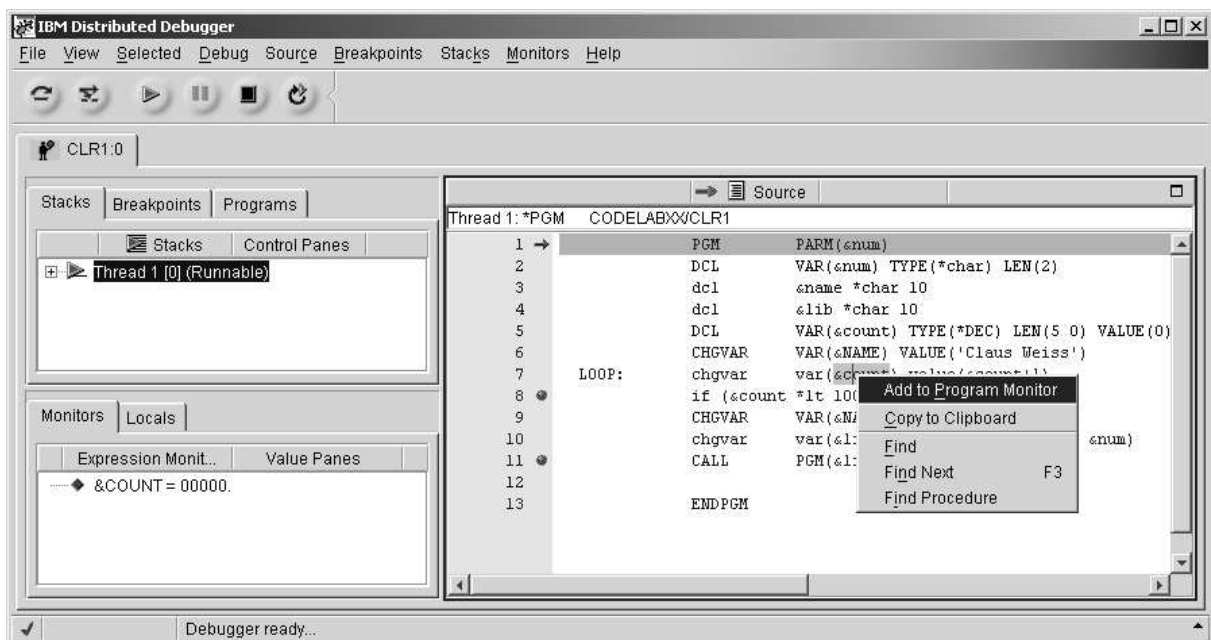 IBM Distributed Debugger
File View Selected Debug Source Breakpoints Stacks Monitors Help
CLR1:0
Stacks Breakpoints Programs
Stacks Control Panes
Thread 1 [0] (Runnable)
Monitors Locals
Expression Monit... Value Panes
&COUNT = 00000.
Source
Thread 1: *PGM CODELABXX/CLR1
1 PGM PARM(&num)
2 DCL VAR(&num) TYPE(*char) LEN(2)
3 dcl &name *char 10
4 dcl &lib *char 10
5 DCL VAR(&count) TYPE(*DEC) LEN(5 0) VALUE(0)
6 CHGVAR VAR(&NAME) VALUE('Claus Weiss')
7 LOOP: chgvar var(&count)
8 if (&count *lt 10
9 CHGVAR VAR(&NA
10 chgvar var(&li &num)
11 CALL PGM(&li
12
13 ENDPGM
Add to Program Monitor
Copy to Clipboard
Find
Find Next F3
Find Procedure
Debugger ready...